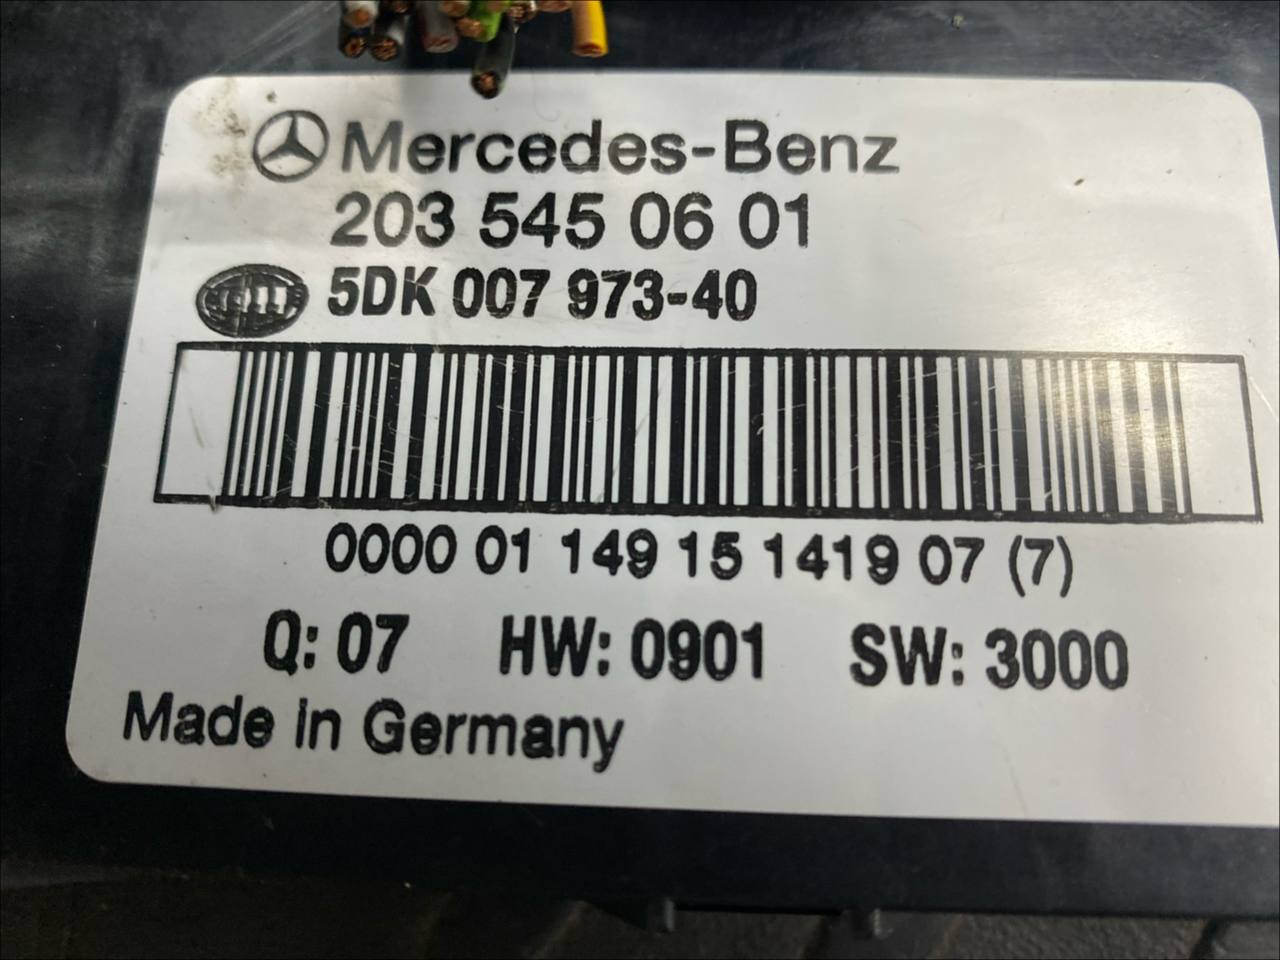 Mercedes-Benz
203 545 06 01
HELLA 5DK 007 973-40
0000 01 149 15 1419 07 (7)
Q: 07 HW: 0901 SW: 3000
Made in Germany